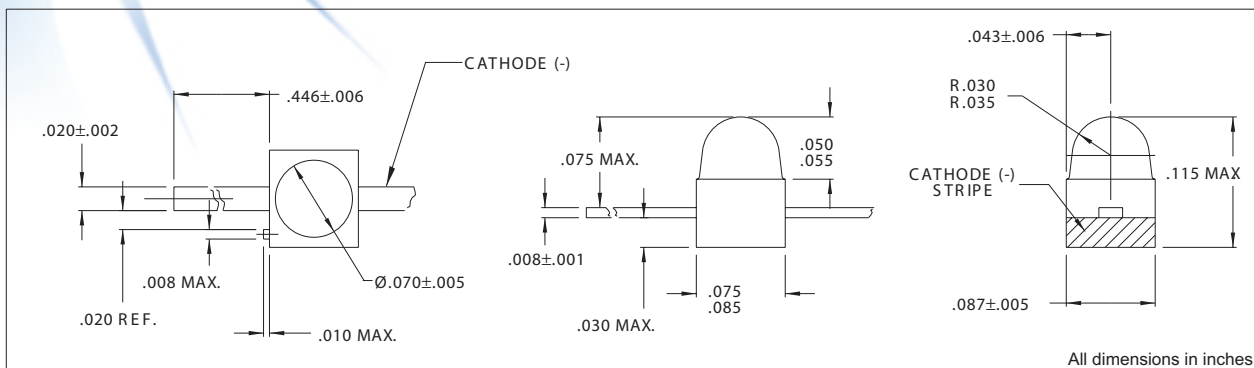 CATHODE (-)
.446±.006
.020±.002
.008 MAX.
.020 REF.
.010 MAX.
Ø.070±.005
.075 MAX.
.050
.055
.008±.001
.030 MAX.
.075
.085
.043±.006
R.030
R.035
CATHODE (-)
STRIPE
.115 MAX
.087±.005
All dimensions in inches